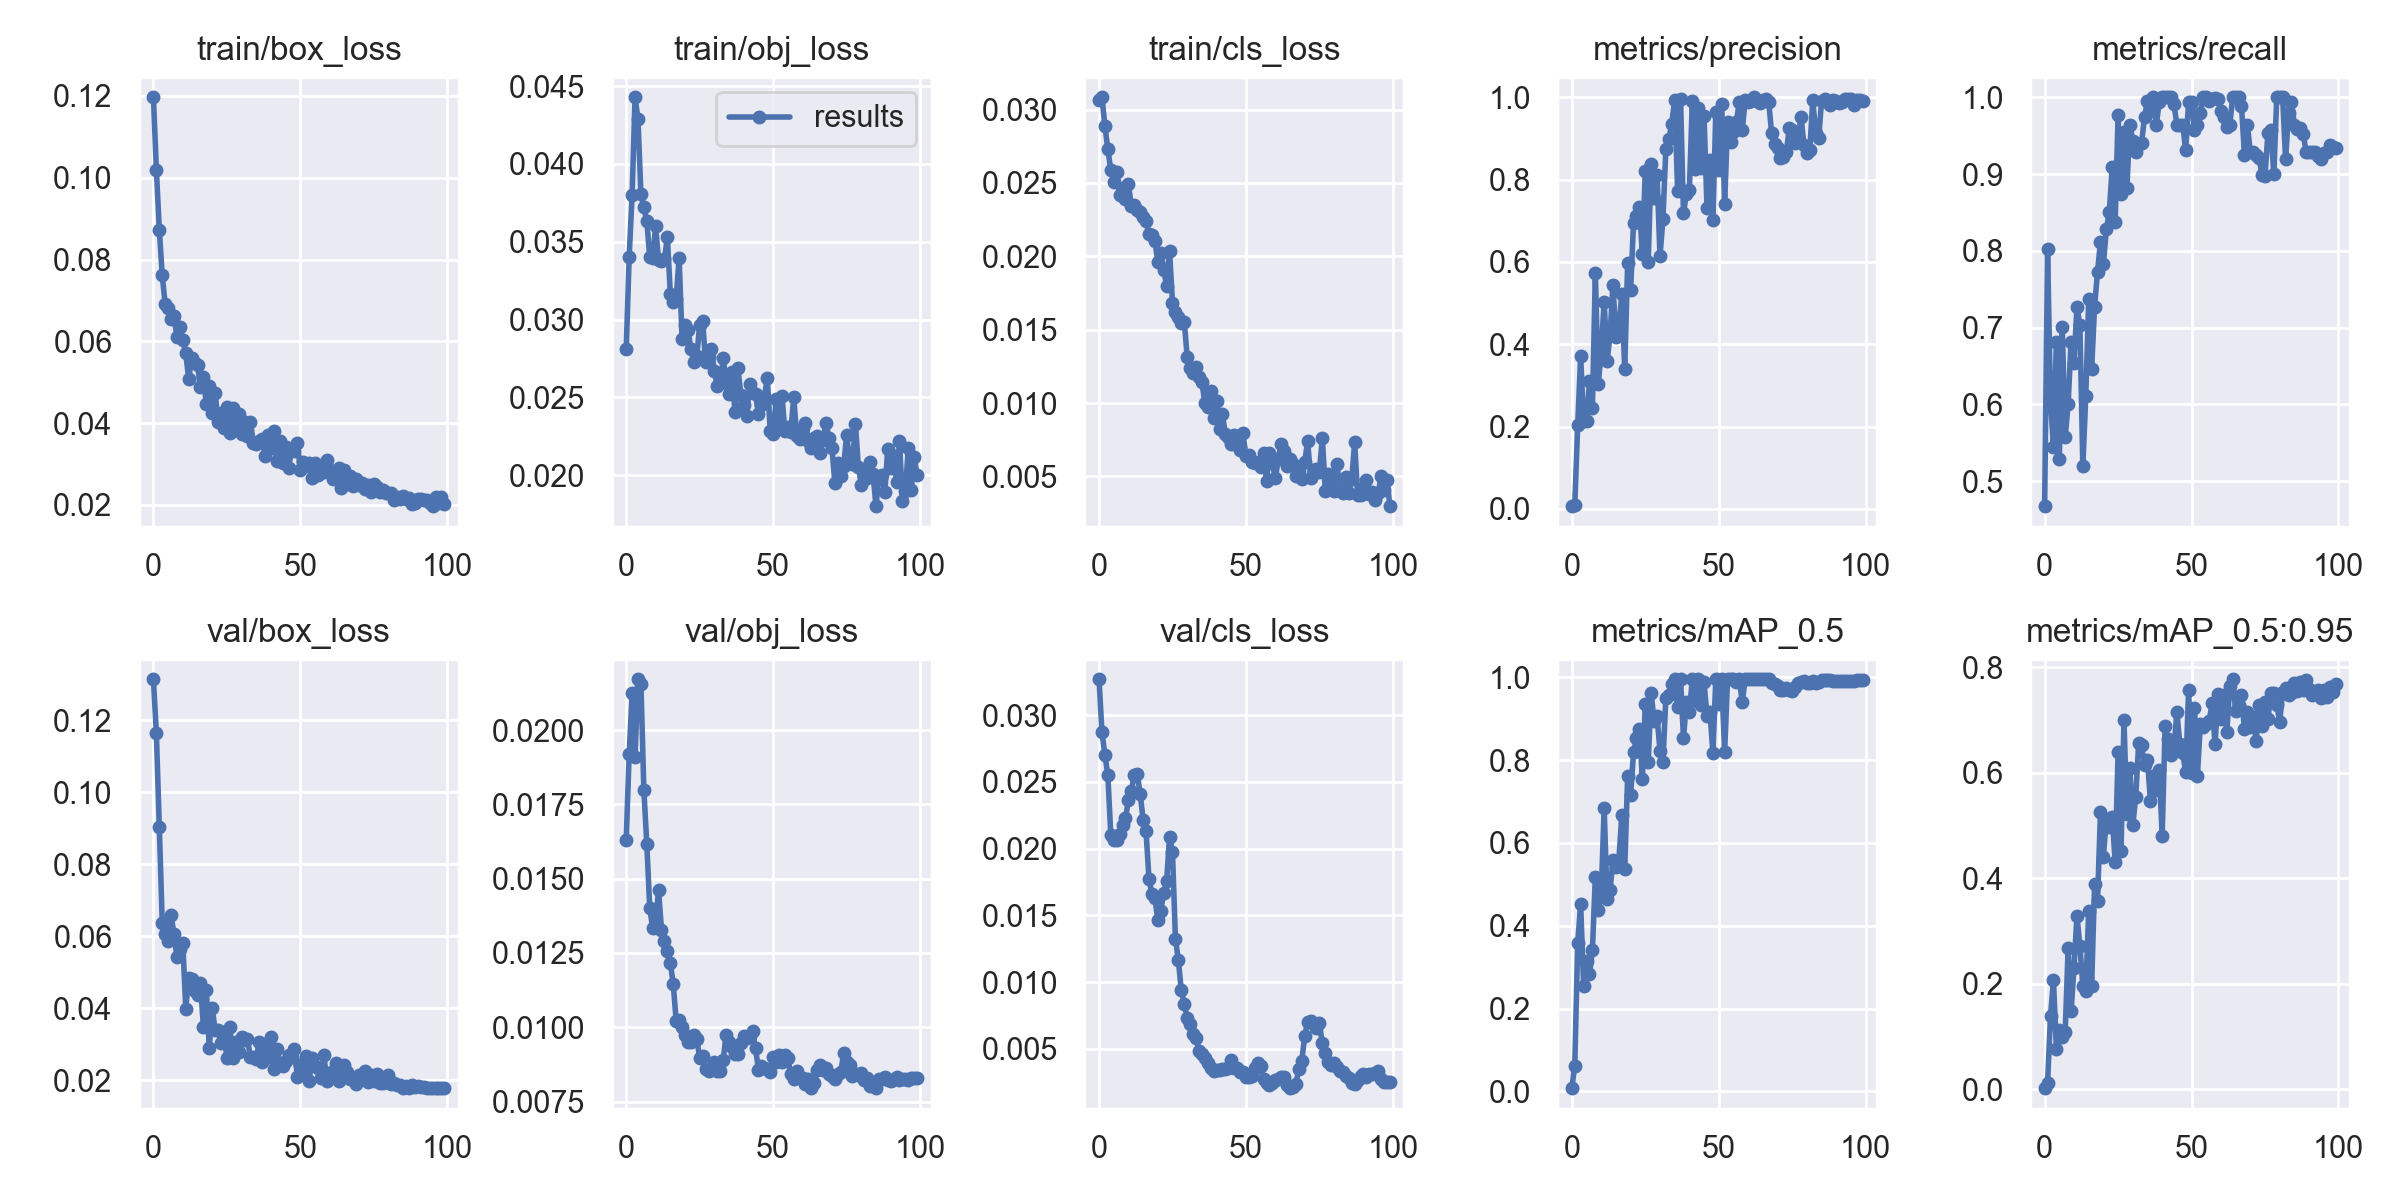 train/box_loss
0.12
0.10
0.08
0.06
0.04
0.02
0 50 100
train/obj_loss
results
0.045
0.040
0.035
0.030
0.025
0.020
0 50 100
train/cls_loss
0.030
0.025
0.020
0.015
0.010
0.005
0 50 100
metrics/precision
1.0
0.8
0.6
0.4
0.2
0.0
0 50 100
metrics/recall
1.0
0.9
0.8
0.7
0.6
0.5
0 50 100
val/box_loss
0.12
0.10
0.08
0.06
0.04
0.02
0 50 100
val/obj_loss
0.0200
0.0175
0.0150
0.0125
0.0100
0.0075
0 50 100
val/cls_loss
0.030
0.025
0.020
0.015
0.010
0.005
0 50 100
metrics/mAP_0.5
1.0
0.8
0.6
0.4
0.2
0.0
0 50 100
metrics/mAP_0.5:0.95
0.8
0.6
0.4
0.2
0.0
0 50 100